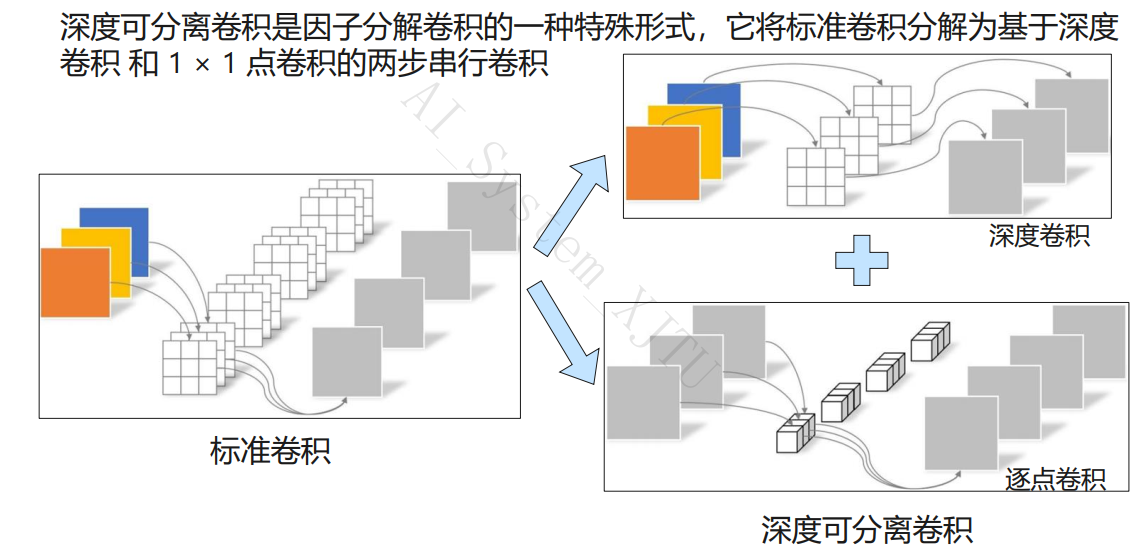 深度可分离卷积是因子分解卷积的一种特殊形式，它将标准卷积分解为基于深度
卷积 和 1 × 1 点卷积的两步串行卷积
深度卷积
标准卷积
逐点卷积
深度可分离卷积
AI_System_XJTU